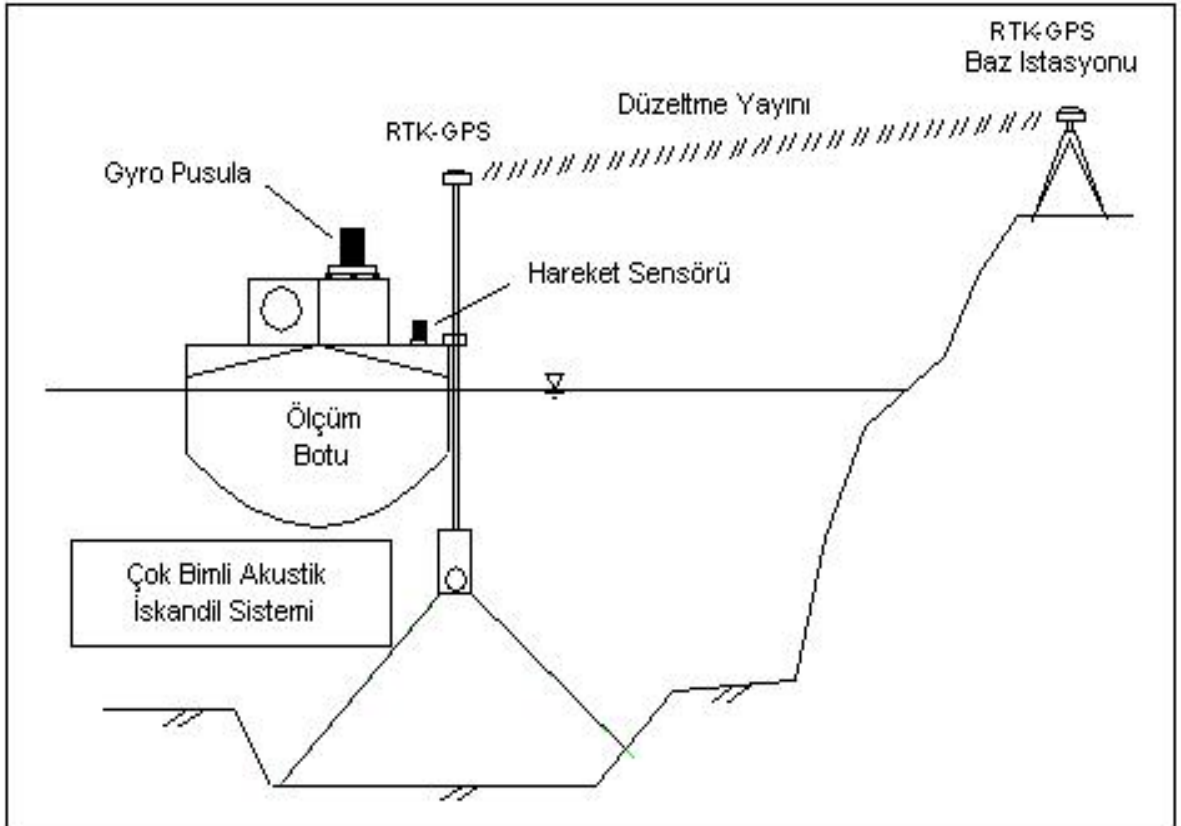 RTK-GPS
Baz Istasyonu
Düzeltme Yayını
RTK-GPS
Gyro Pusula
Hareket Sensörü
Ölçüm
Botu
Çok Bimli Akustik
İskandil Sistemi